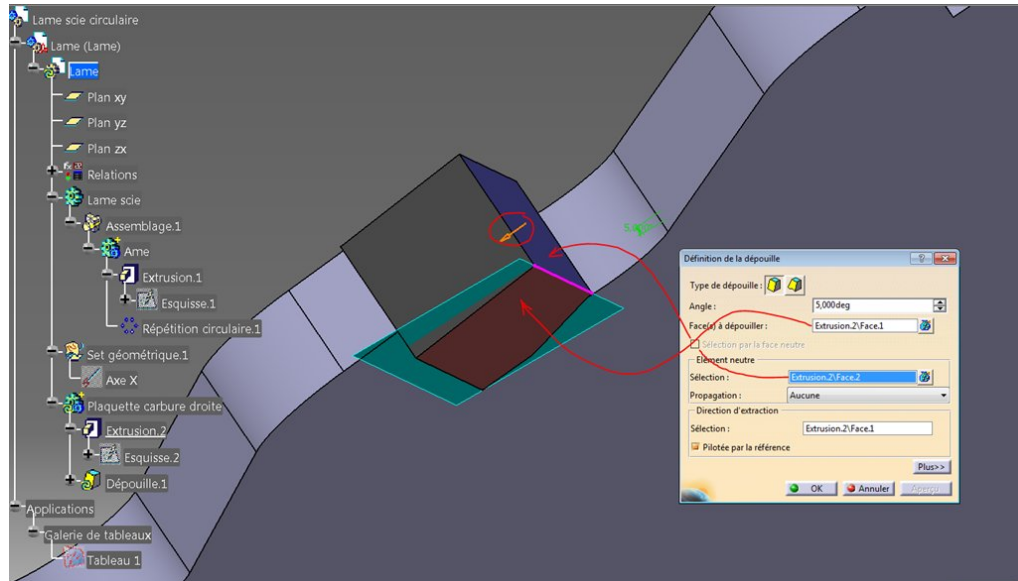 Lame scie circulaire
Lame (Lame)
Lame
Plan xy
Plan yz
Plan zx
Relations
Lame scie
Assemblage.1
Ame
Extrusion.1
Esquisse.1
Répétition circulaire.1
Set géométrique.1
Axe X
Plaquette carbure droite
Extrusion.2
Esquisse.2
Dépouille.1
Applications
Galerie de tableaux
Tableau 1
Définition de la dépouille
Type de dépouille :
Angle : 5,000deg
Face(s) à dépouiller : Extrusion.2\Face.1
Sélection par la face neutre
Elément neutre
Sélection : Extrusion.2\Face.2
Propagation : Aucune
Direction d'extraction
Sélection : Extrusion.2\Face.1
Pilotée par la référence
Plus>>
OK Annuler Aperçu